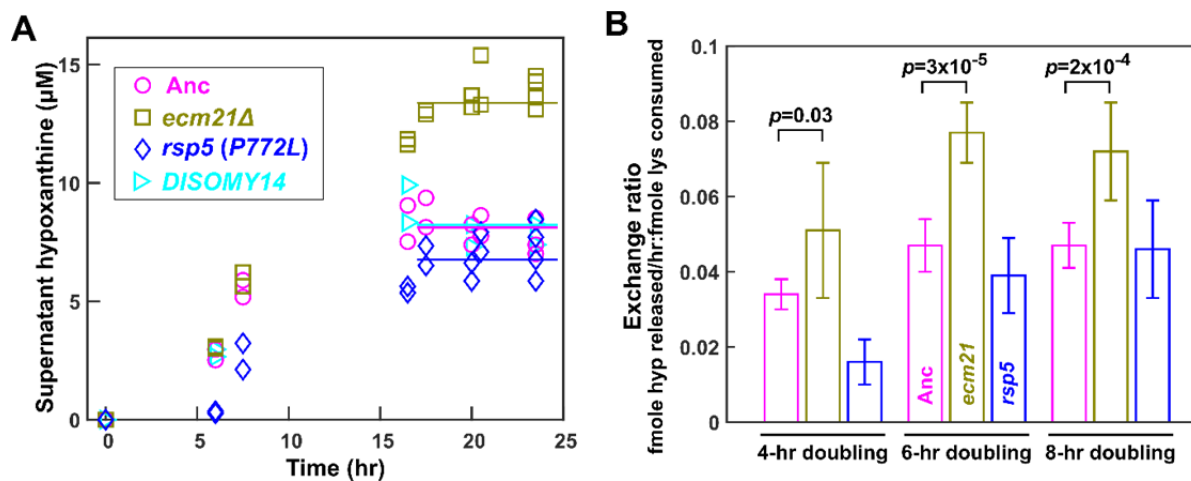 A
Supernatant hypoxanthine (µM)
15
10
5
0
Anc
ecm21Δ
rsp5 (P772L)
DISOMY14
0 5 10 15 20 25
Time (hr)
B
Exchange ratio
fmole hyp released/hr:fmole lys consumed
0.1
0.08
0.06
0.04
0.02
0
p=0.03
p=3x10⁻⁵
p=2x10⁻⁴
Anc
ecm21
rsp5
4-hr doubling 6-hr doubling 8-hr doubling